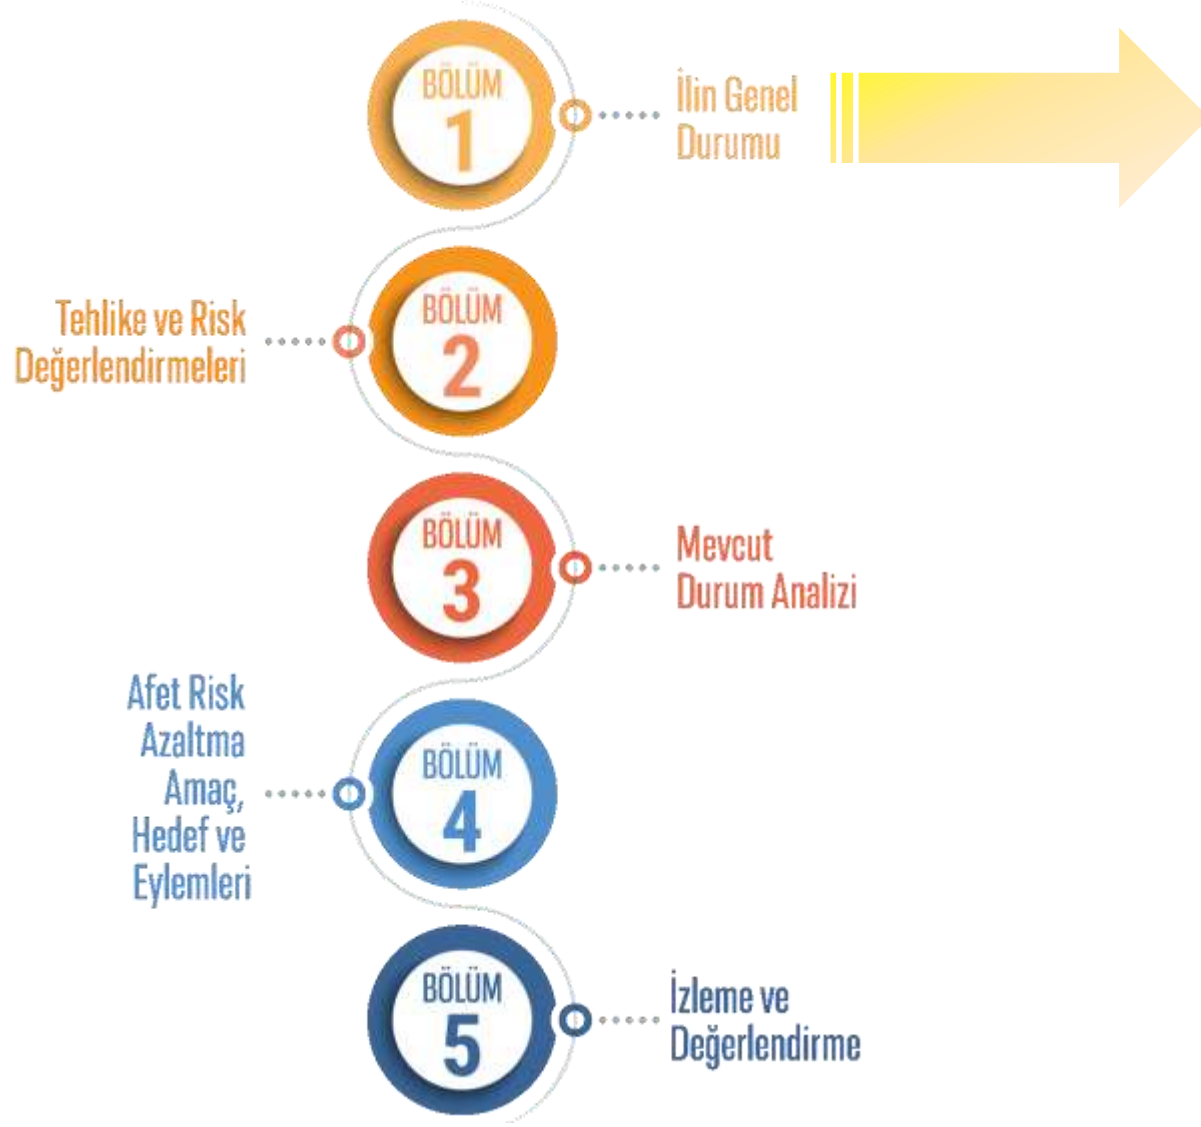 BÖLÜM
1
İlin Genel
Durumu
BÖLÜM
2
Tehlike ve Risk
Değerlendirmeleri
BÖLÜM
3
Mevcut
Durum Analizi
BÖLÜM
4
Afet Risk
Azaltma
Amaç,
Hedef ve
Eylemleri
BÖLÜM
5
İzleme ve
Değerlendirme